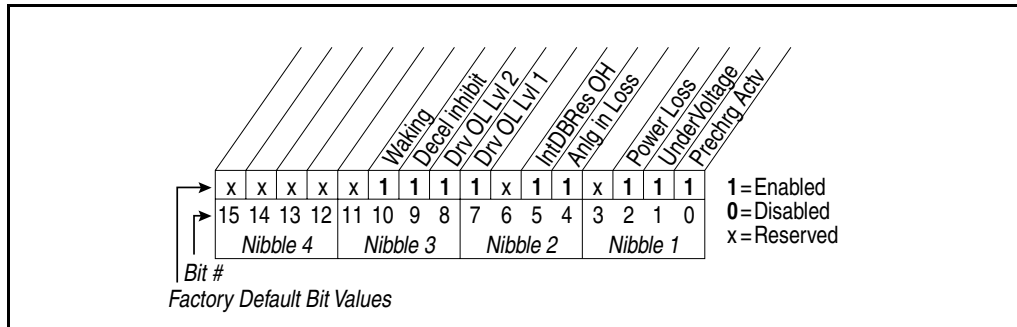 Waking
Decel inhibit
Drv OL Lvl 2
Drv OL Lvl 1
IntDBRes OH
Anlg in Loss
Power Loss
UnderVoltage
Prechrg Actv
x x x x x 1 1 1 1 x 1 1 x 1 1 1
15 14 13 12 11 10 9 8 7 6 5 4 3 2 1 0
Nibble 4 Nibble 3 Nibble 2 Nibble 1
1=Enabled
0=Disabled
x=Reserved
Bit #
Factory Default Bit Values